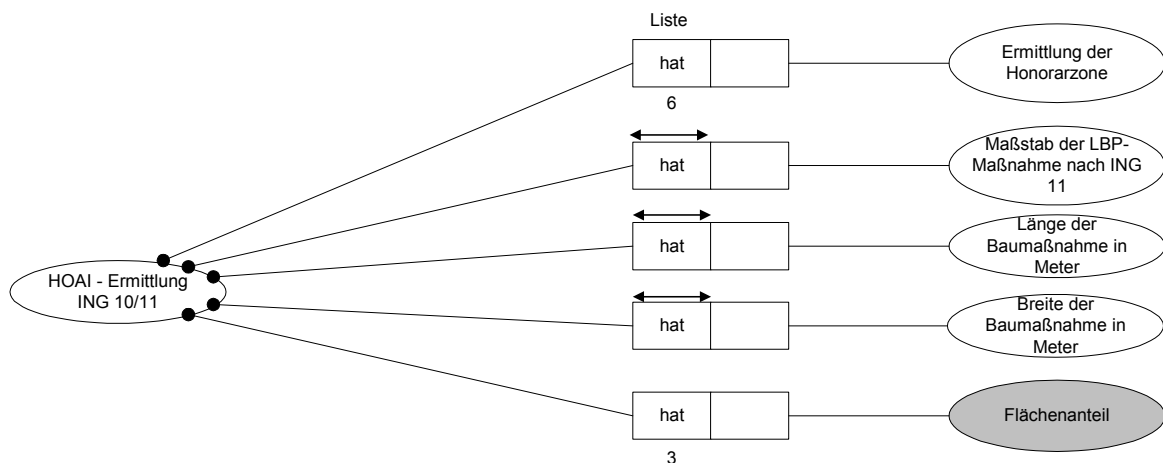 Liste
hat
Ermittlung der
Honorarzone
6
hat
Maßstab der LBP-
Maßnahme nach ING
11
hat
Länge der
Baumaßnahme in
Meter
HOAI - Ermittlung
ING 10/11
hat
Breite der
Baumaßnahme in
Meter
hat
Flächenanteil
3